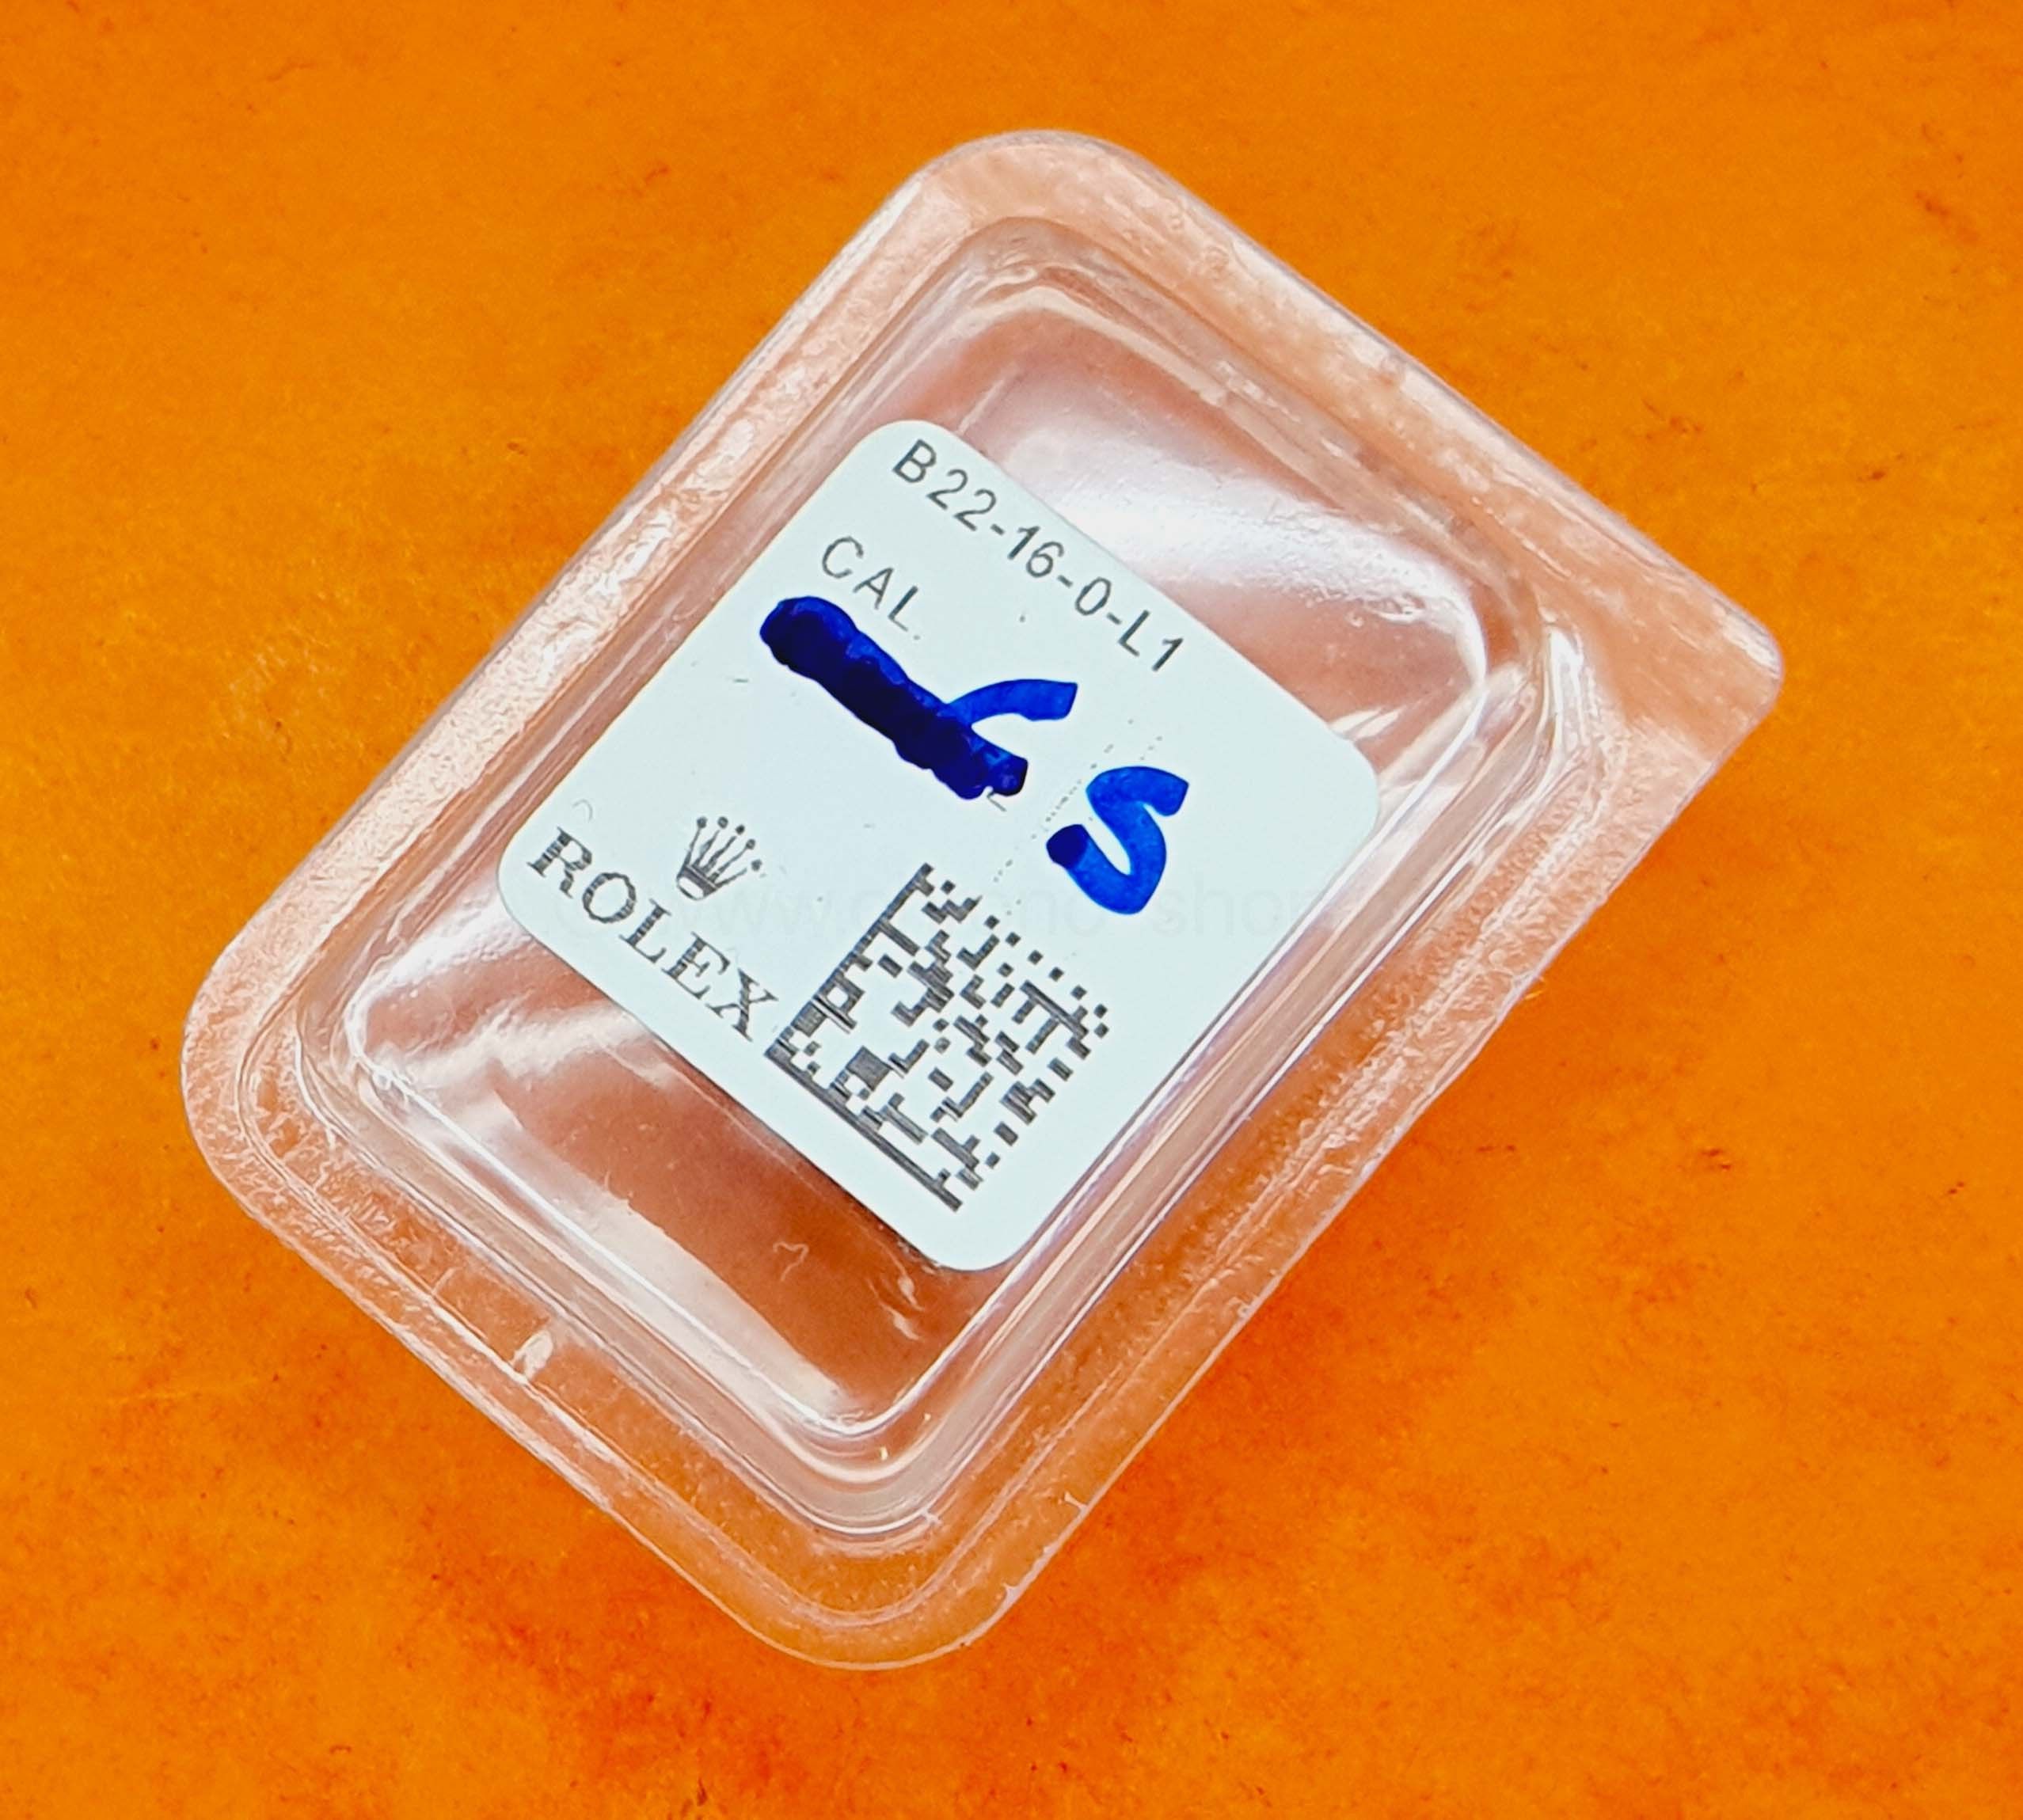 B22-16-0-L1
CAL.
S
ROLEX